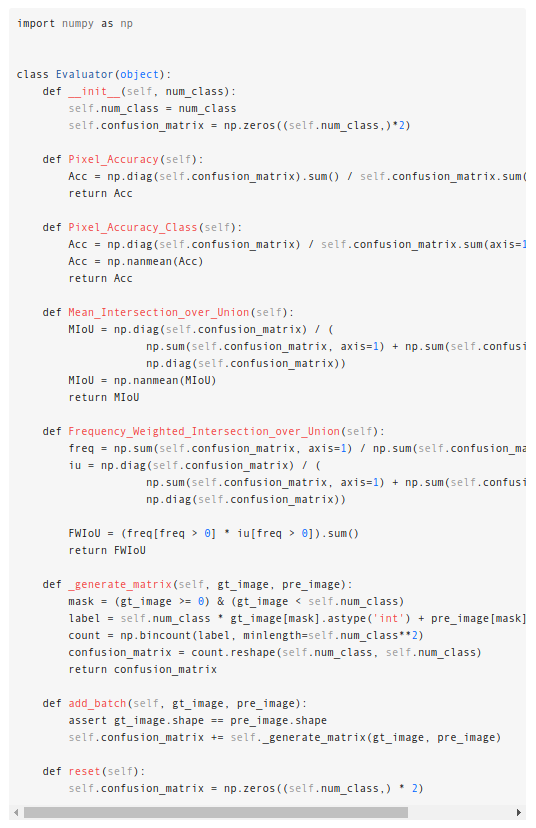 import numpy as np
class Evaluator(object):
    def __init__(self, num_class):
        self.num_class = num_class
        self.confusion_matrix = np.zeros((self.num_class,)*2)
    def Pixel_Accuracy(self):
        Acc = np.diag(self.confusion_matrix).sum() / self.confusion_matrix.sum(
        return Acc
    def Pixel_Accuracy_Class(self):
        Acc = np.diag(self.confusion_matrix) / self.confusion_matrix.sum(axis=1
        Acc = np.nanmean(Acc)
        return Acc
    def Mean_Intersection_over_Union(self):
        MIoU = np.diag(self.confusion_matrix) / (
                    np.sum(self.confusion_matrix, axis=1) + np.sum(self.confusi
                    np.diag(self.confusion_matrix))
        MIoU = np.nanmean(MIoU)
        return MIoU
    def Frequency_Weighted_Intersection_over_Union(self):
        freq = np.sum(self.confusion_matrix, axis=1) / np.sum(self.confusion_ma
        iu = np.diag(self.confusion_matrix) / (
                    np.sum(self.confusion_matrix, axis=1) + np.sum(self.confusi
                    np.diag(self.confusion_matrix))
        FWIoU = (freq[freq > 0] * iu[freq > 0]).sum()
        return FWIoU
    def _generate_matrix(self, gt_image, pre_image):
        mask = (gt_image >= 0) & (gt_image < self.num_class)
        label = self.num_class * gt_image[mask].astype('int') + pre_image[mask]
        count = np.bincount(label, minlength=self.num_class**2)
        confusion_matrix = count.reshape(self.num_class, self.num_class)
        return confusion_matrix
    def add_batch(self, gt_image, pre_image):
        assert gt_image.shape == pre_image.shape
        self.confusion_matrix += self._generate_matrix(gt_image, pre_image)
    def reset(self):
        self.confusion_matrix = np.zeros((self.num_class,) * 2)